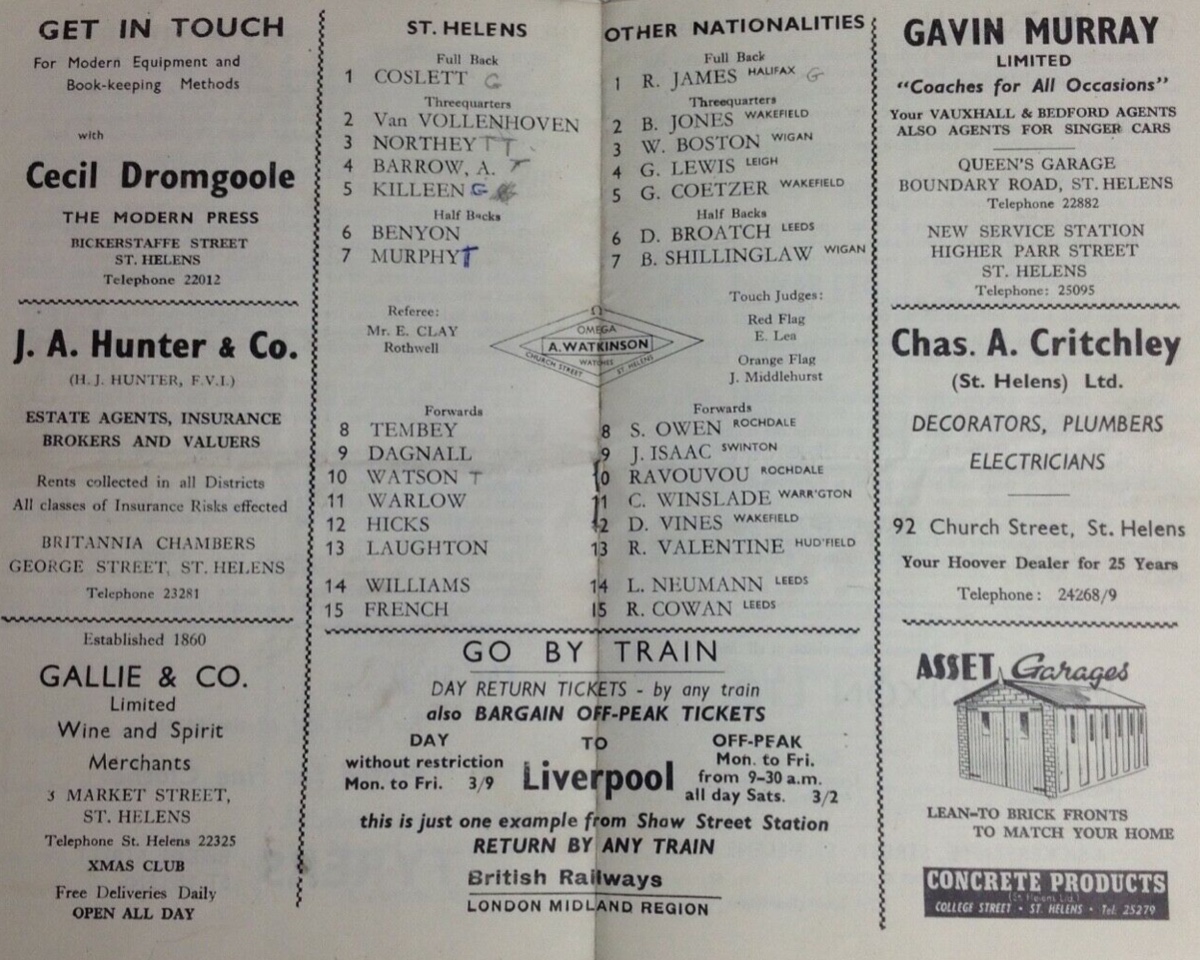 GET IN TOUCH
For Modern Equipment and
Book-keeping Methods
with
Cecil Dromgoole
THE MODERN PRESS
BICKERSTAFFE STREET
ST. HELENS
Telephone 22012
J. A. Hunter & Co.
(H. J. HUNTER, F.V.I.)
ESTATE AGENTS, INSURANCE
BROKERS AND VALUERS
Rents collected in all Districts
All classes of Insurance Risks effected
BRITANNIA CHAMBERS
GEORGE STREET, ST. HELENS
Telephone 23281
Established 1860
GALLIE & CO.
Limited
Wine and Spirit
Merchants
3 MARKET STREET,
ST. HELENS
Telephone St. Helens 22325
XMAS CLUB
Free Deliveries Daily
OPEN ALL DAY
ST. HELENS
Full Back
1 COSLETT G
Threequarters
2 Van VOLLENHOVEN
3 NORTHEY T T
4 BARROW, A. T
5 KILLEEN G
Half Backs
6 BENYON
7 MURPHY T
Referee:
Mr. E. CLAY
Rothwell
Ω
OMEGA
A. WATKINSON
WATCHES
CHURCH STREET ST. HELENS
Forwards
8 TEMBEY
9 DAGNALL
10 WATSON T
11 WARLOW
12 HICKS
13 LAUGHTON
14 WILLIAMS
15 FRENCH
OTHER NATIONALITIES
Full Back
1 R. JAMES HALIFAX G
Threequarters
2 B. JONES WAKEFIELD
3 W. BOSTON WIGAN
4 G. LEWIS LEIGH
5 G. COETZER WAKEFIELD
Half Backs
6 D. BROATCH LEEDS
7 B. SHILLINGLAW WIGAN
Touch Judges:
Red Flag
E. Lea
Orange Flag
J. Middlehurst
Forwards
8 S. OWEN ROCHDALE
9 J. ISAAC SWINTON
10 RAVOUVOU ROCHDALE
11 C. WINSLADE WARR'GTON
12 D. VINES WAKEFIELD
13 R. VALENTINE HUD'FIELD
14 L. NEUMANN LEEDS
15 R. COWAN LEEDS
GO BY TRAIN
DAY RETURN TICKETS - by any train
also BARGAIN OFF-PEAK TICKETS
DAY
without restriction
Mon. to Fri. 3/9
TO
Liverpool
OFF-PEAK
Mon. to Fri.
from 9-30 a.m.
all day Sats. 3/2
this is just one example from Shaw Street Station
RETURN BY ANY TRAIN
British Railways
LONDON MIDLAND REGION
GAVIN MURRAY
LIMITED
"Coaches for All Occasions"
Your VAUXHALL & BEDFORD AGENTS
ALSO AGENTS FOR SINGER CARS
QUEEN'S GARAGE
BOUNDARY ROAD, ST. HELENS
Telephone 22882
NEW SERVICE STATION
HIGHER PARR STREET
ST. HELENS
Telephone: 25095
Chas. A. Critchley
(St. Helens) Ltd.
DECORATORS, PLUMBERS
ELECTRICIANS
92 Church Street, St. Helens
Your Hoover Dealer for 25 Years
Telephone: 24268/9
ASSET Garages
LEAN-TO BRICK FRONTS
TO MATCH YOUR HOME
CONCRETE PRODUCTS
(St. Helens Ltd.)
COLLEGE STREET • ST. HELENS • Tel: 25279